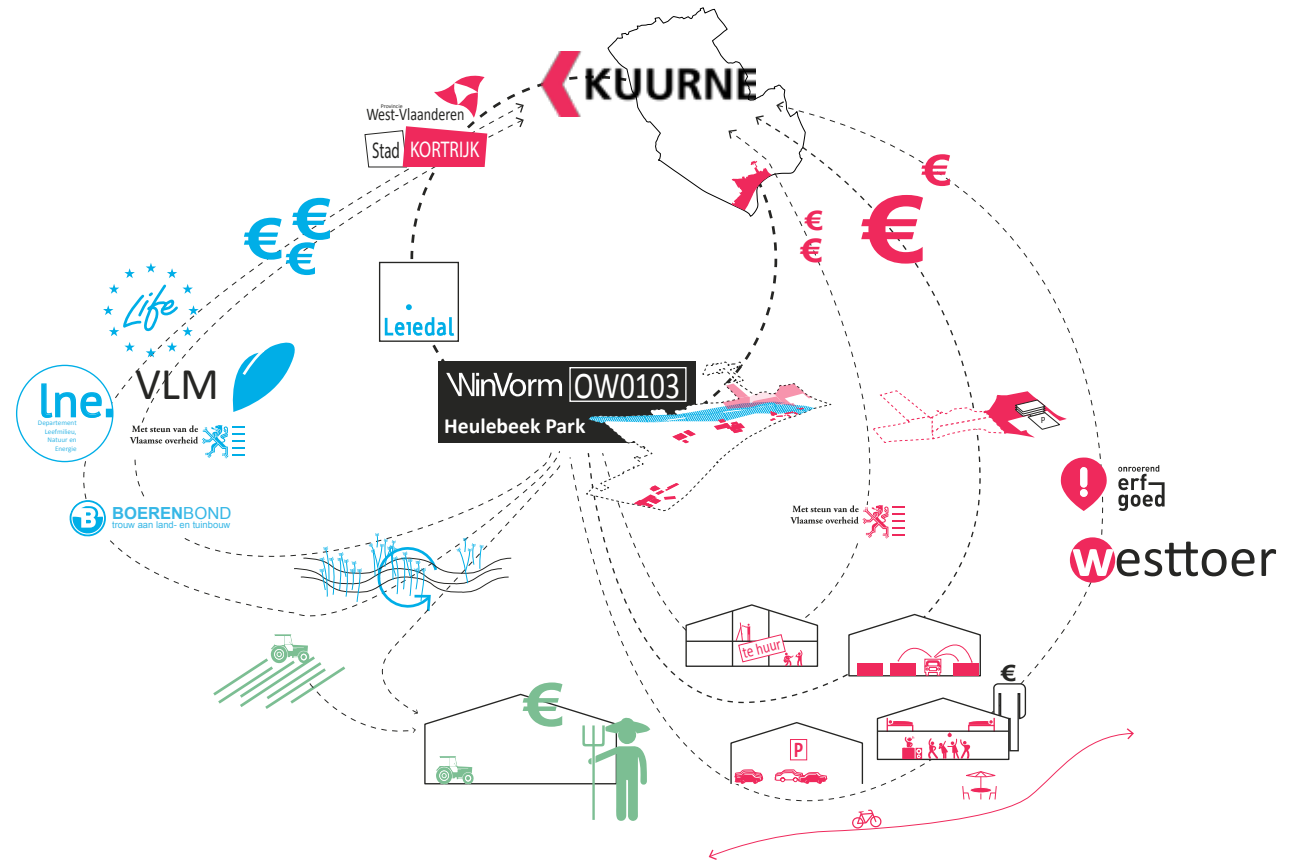 KUURNE
Provincie
West-Vlaanderen
Stad KORTRIJK
€
€
€
€
€
€
€
Life
Leiedal
lne.
Departement
Leefmilieu,
Natuur en
Energie
VLM
Met steun van de
Vlaamse overheid
WinVorm OW0103
Heulebeek Park
P
onroerend
erf-
goed
westtoer
BBOERENBOND
trouw aan land- en tuinbouw
Met steun van de
Vlaamse overheid
te huur
€
€
P